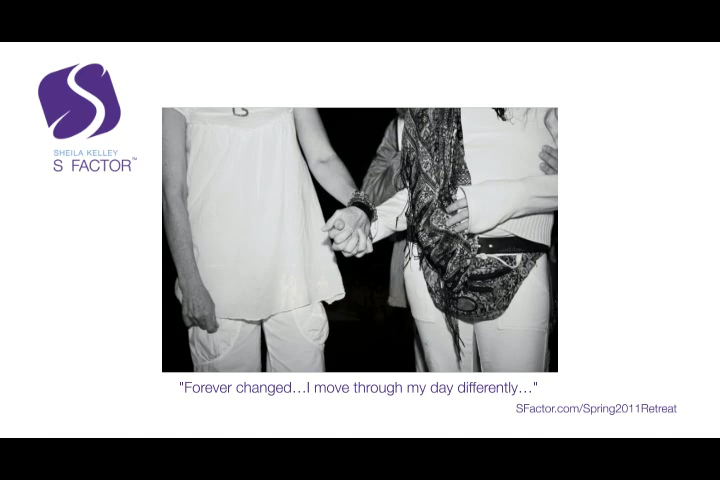 SHEILA KELLEY
S FACTOR™
"Forever changed…I move through my day differently…"
SFactor.com/Spring2011Retreat